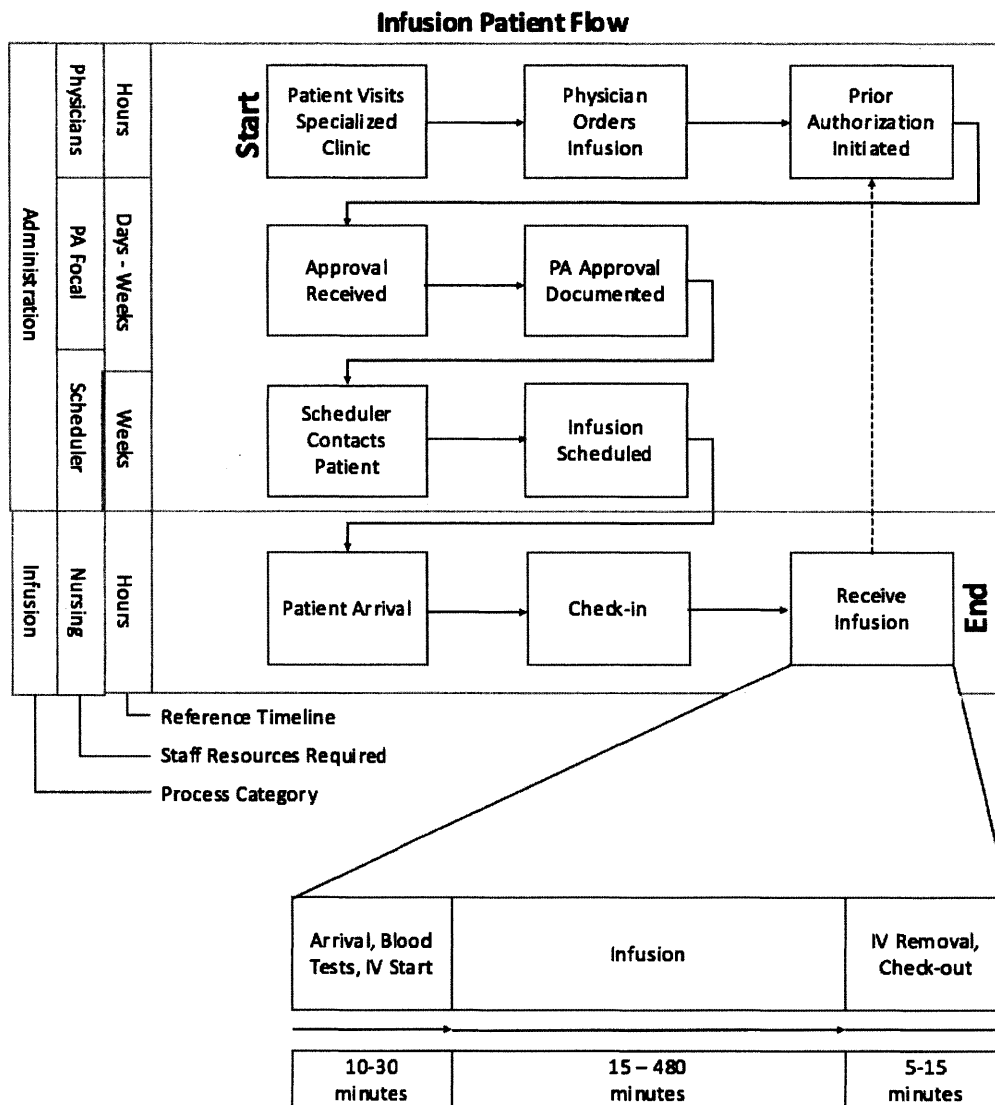 Infusion Patient Flow
Administration
Infusion
Physicians
PA Focal
Scheduler
Nursing
Hours
Days - Weeks
Weeks
Hours
Start
Patient Visits
Specialized
Clinic
Physician
Orders
Infusion
Prior
Authorization
Initiated
Approval
Received
PA Approval
Documented
Scheduler
Contacts
Patient
Infusion
Scheduled
Patient Arrival
Check-in
Receive
Infusion
End
Reference Timeline
Staff Resources Required
Process Category
Arrival, Blood
Tests, IV Start
Infusion
IV Removal,
Check-out
10-30
minutes
15 – 480
minutes
5-15
minutes